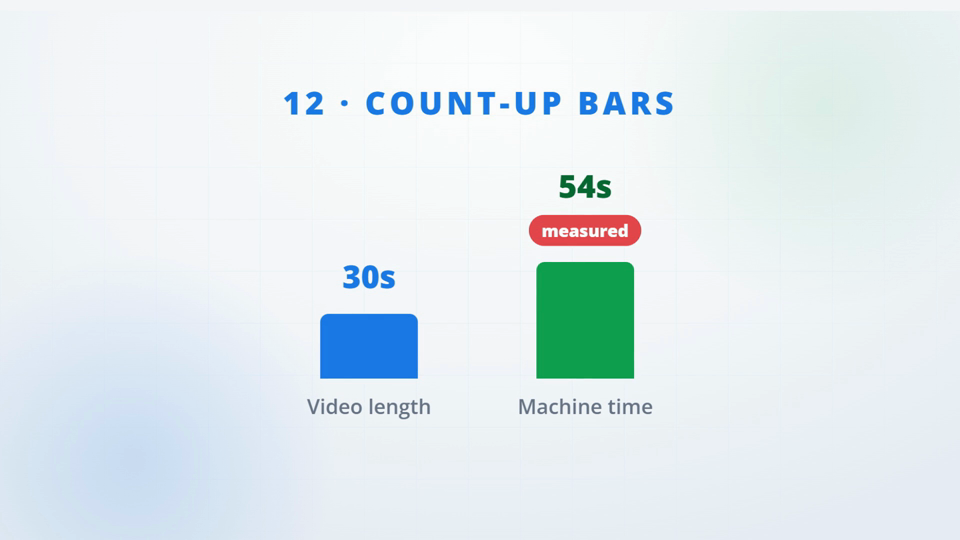 12 · COUNT-UP BARS
54s
measured
30s
Video length
Machine time